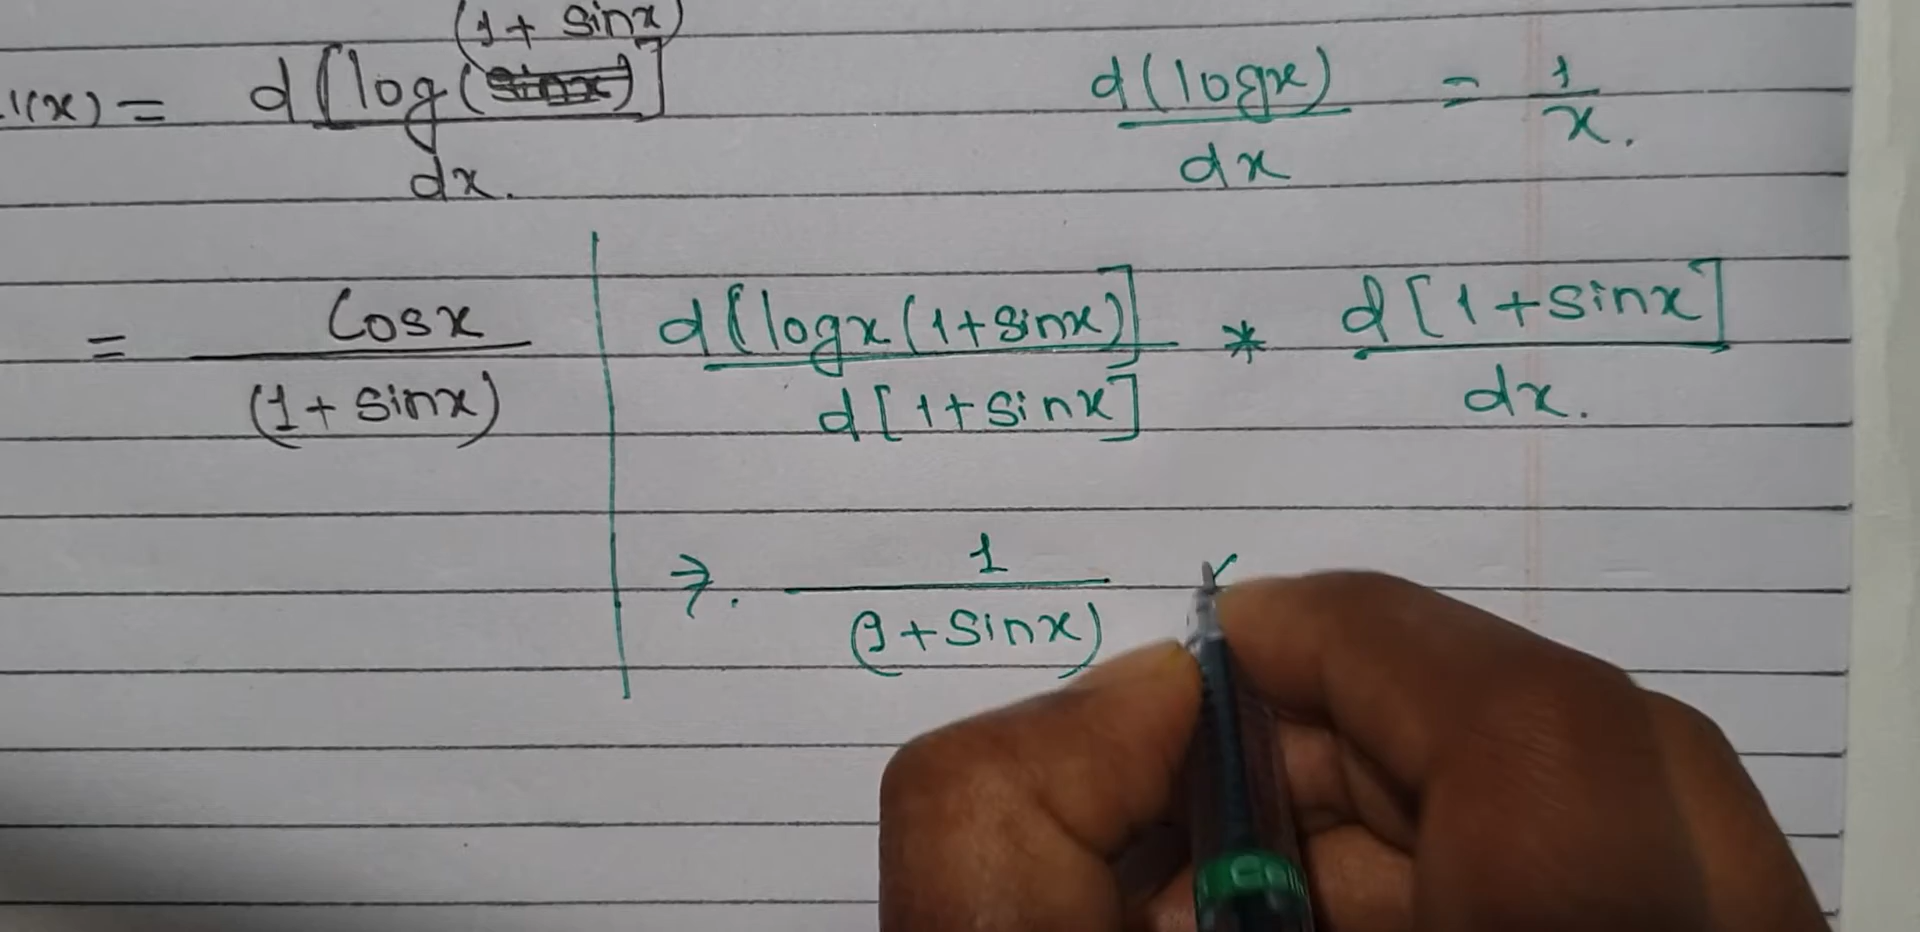 (1 + sinx)
'(x) = d[log(sinx)] / dx.
d(logx) / dx = 1 / x.
= Cosx / (1 + sinx)
d[logx(1+sinx)] / d[1+sinx] * d[1+sinx] / dx.
⇒. 1 / (1+sinx)